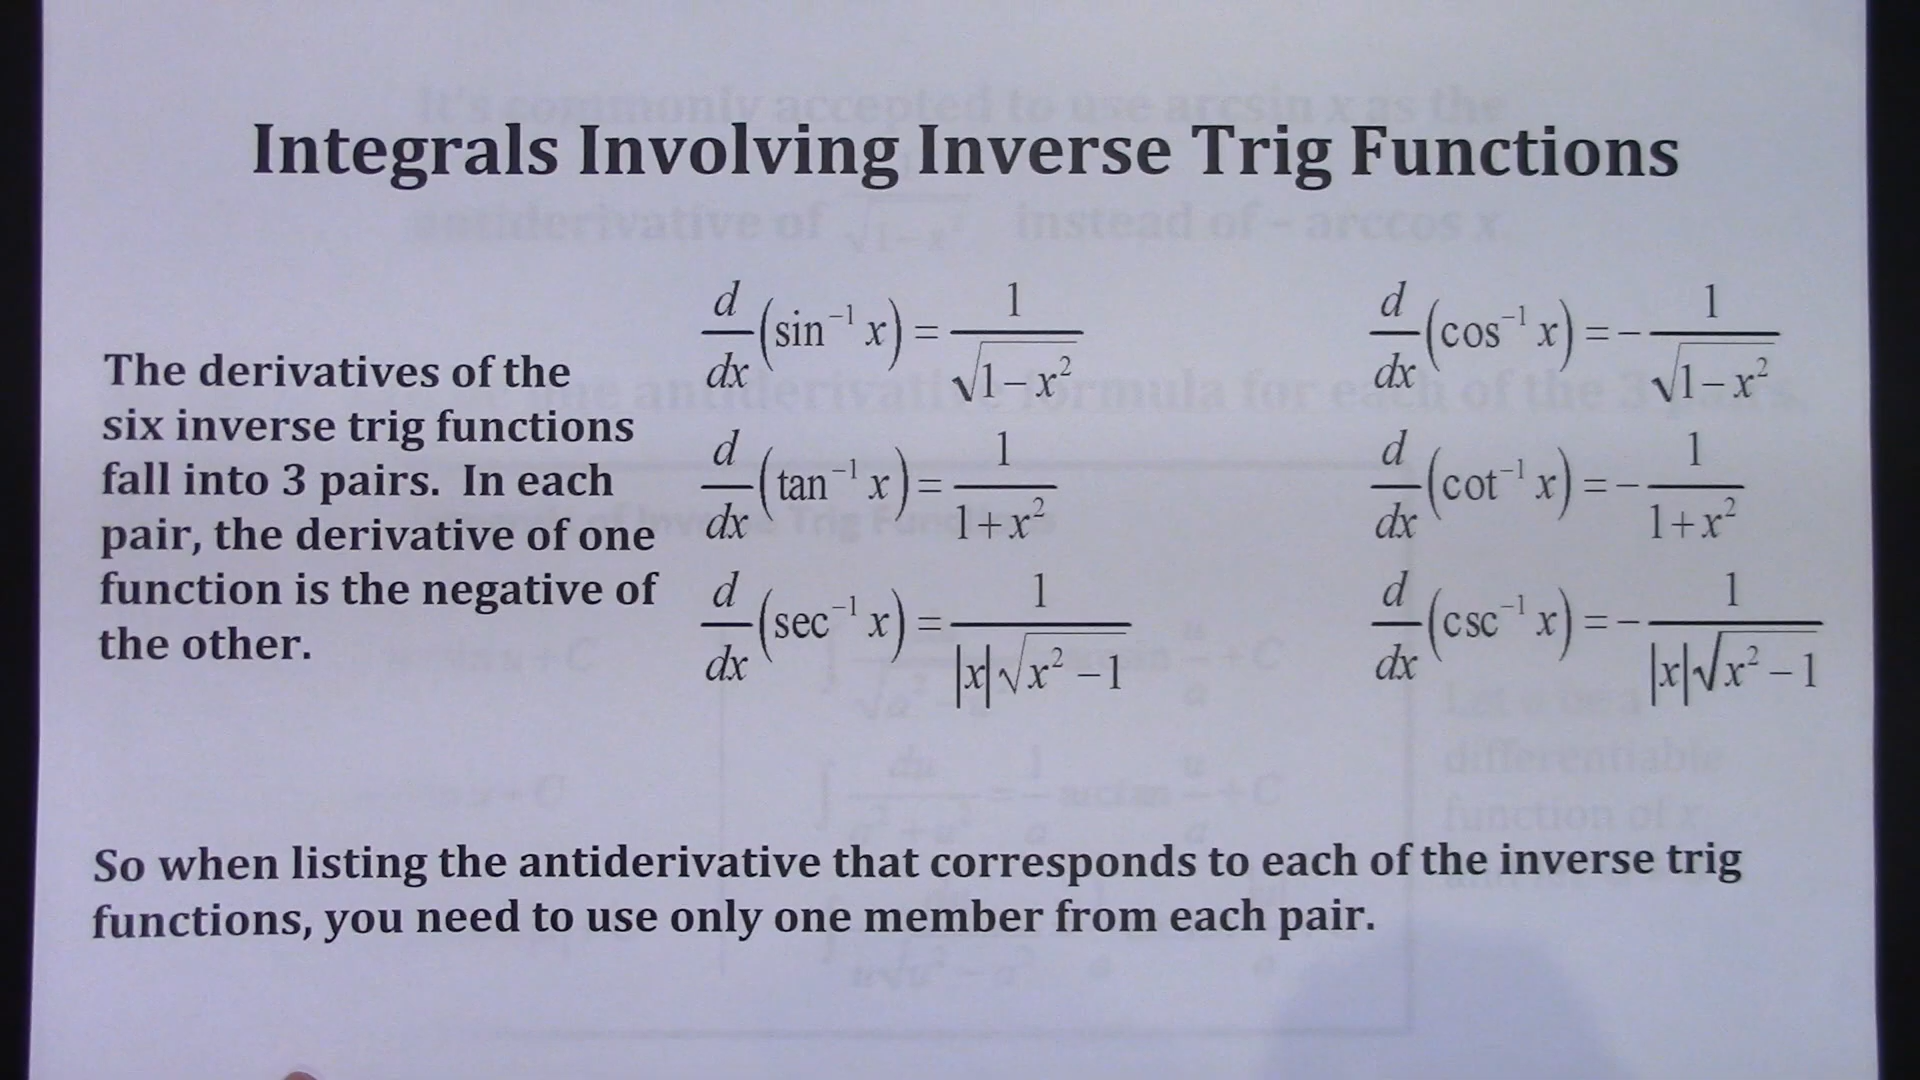 Integrals Involving Inverse Trig Functions
The derivatives of the
six inverse trig functions
fall into 3 pairs. In each
pair, the derivative of one
function is the negative of
the other.
d/dx (sin⁻¹ x) = 1/√(1−x²)
d/dx (cos⁻¹ x) = − 1/√(1−x²)
d/dx (tan⁻¹ x) = 1/(1+x²)
d/dx (cot⁻¹ x) = − 1/(1+x²)
d/dx (sec⁻¹ x) = 1/(|x|√(x²−1))
d/dx (csc⁻¹ x) = − 1/(|x|√(x²−1))
So when listing the antiderivative that corresponds to each of the inverse trig
functions, you need to use only one member from each pair.